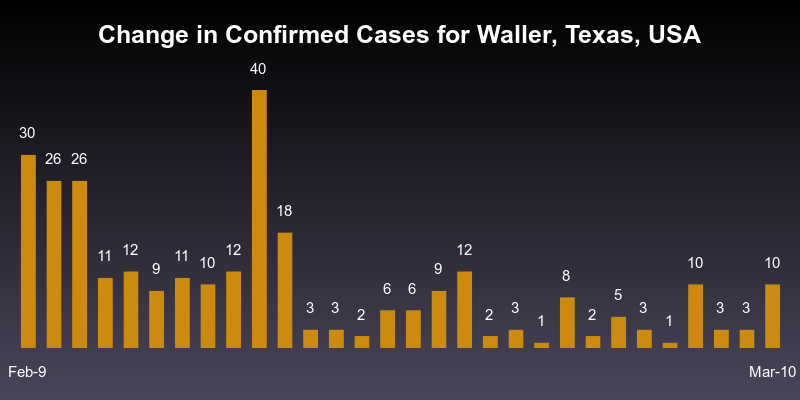 Change in Confirmed Cases for Waller, Texas, USA
30 26 26 11 12 9 11 10 12 40 18 3 3 2 6 6 9 12 2 3 1 8 2 5 3 1 10 3 3 10
Feb-9 Mar-10